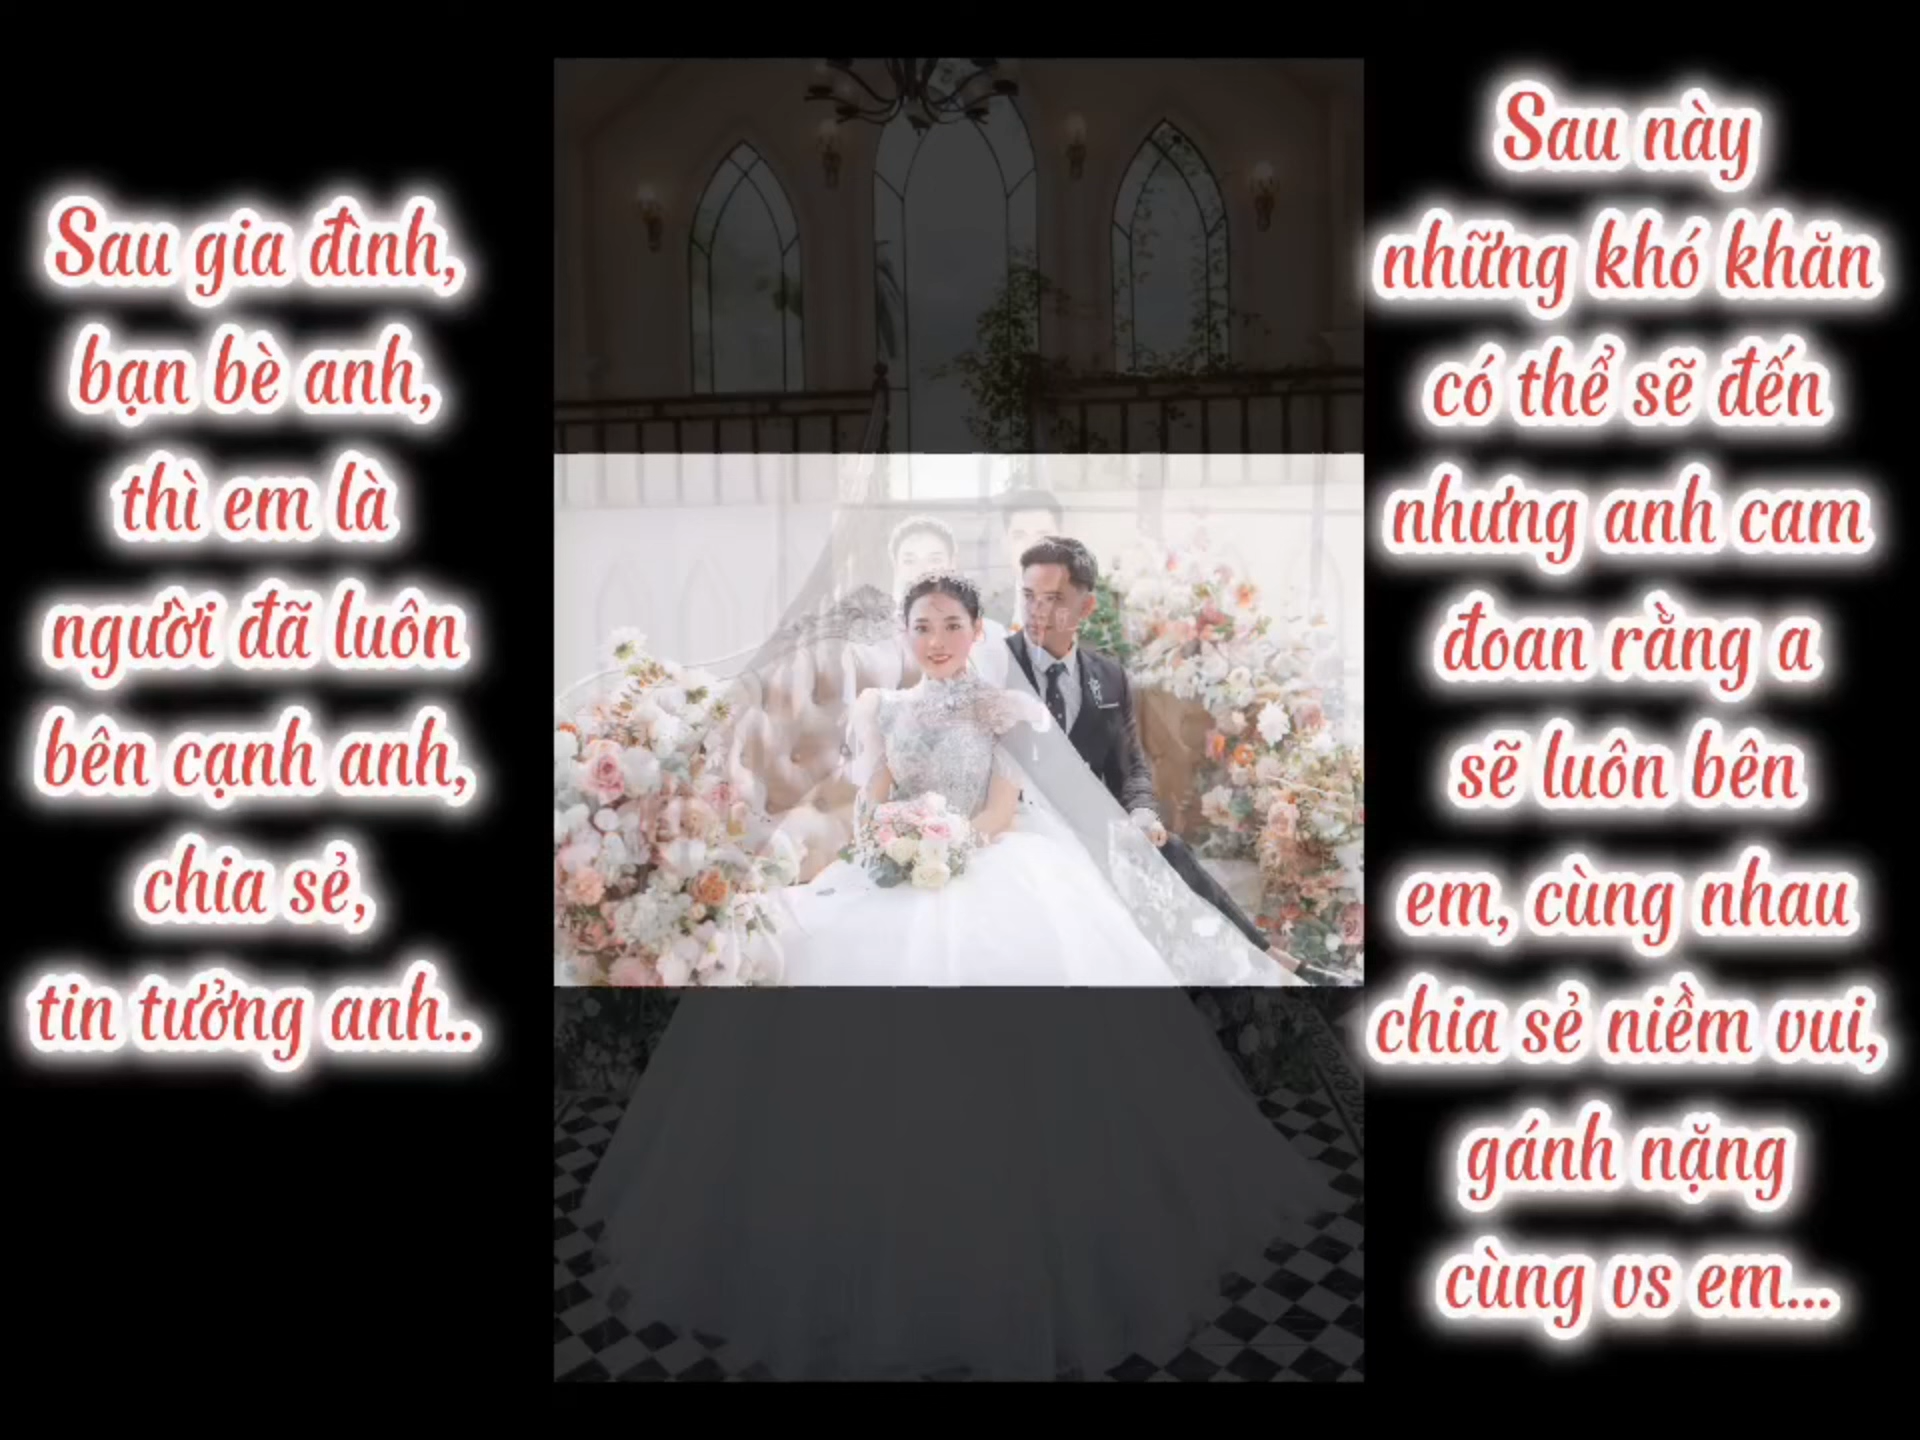 Sau gia đình,
bạn bè anh,
thì em là
người đã luôn
bên cạnh anh,
chia sẻ,
tin tưởng anh..
Sau này
những khó khăn
có thể sẽ đến
nhưng anh cam
đoan rằng a
sẽ luôn bên
em, cùng nhau
chia sẻ niềm vui,
gánh nặng
cùng vs em...